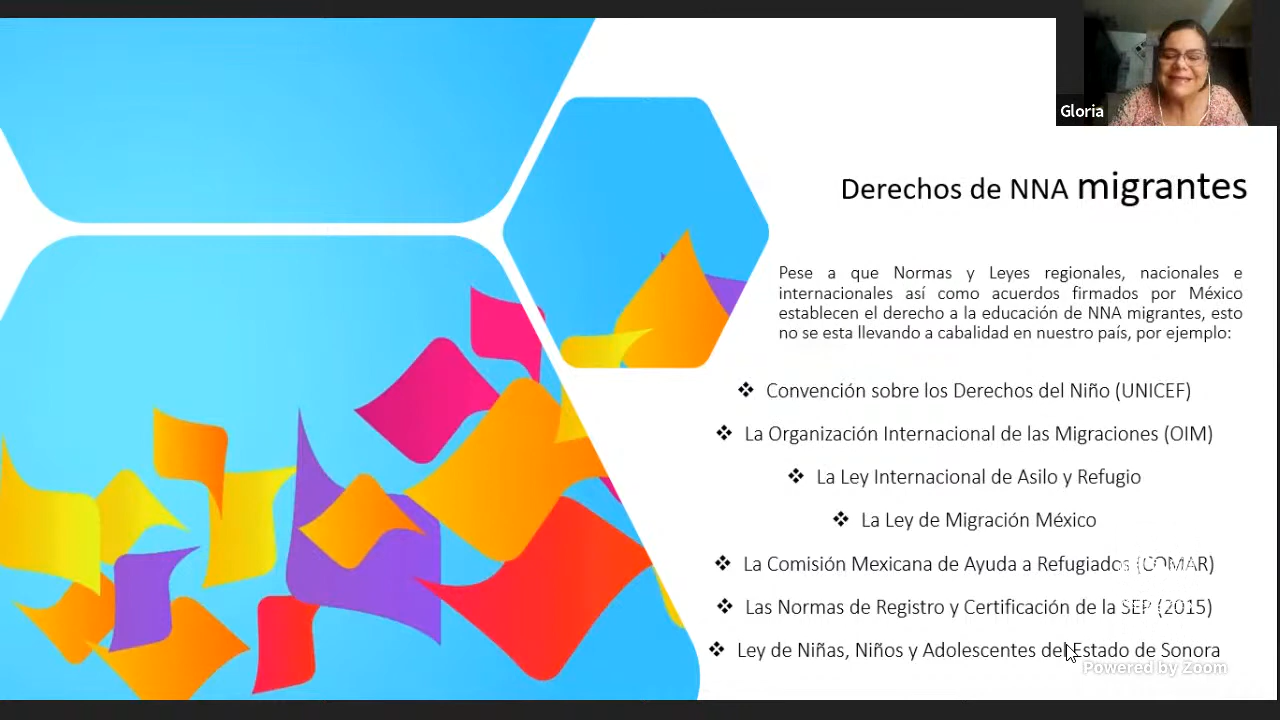 Gloria
Derechos de NNA migrantes
Pese a que Normas y Leyes regionales, nacionales e
internacionales así como acuerdos firmados por México
establecen el derecho a la educación de NNA migrantes, esto
no se esta llevando a cabalidad en nuestro país, por ejemplo:
❖ Convención sobre los Derechos del Niño (UNICEF)
❖ La Organización Internacional de las Migraciones (OIM)
❖ La Ley Internacional de Asilo y Refugio
❖ La Ley de Migración México
❖ La Comisión Mexicana de Ayuda a Refugiados (COMAR)
❖ Las Normas de Registro y Certificación de la SEP (2015)
❖ Ley de Niñas, Niños y Adolescentes del Estado de Sonora
Powered by Zoom